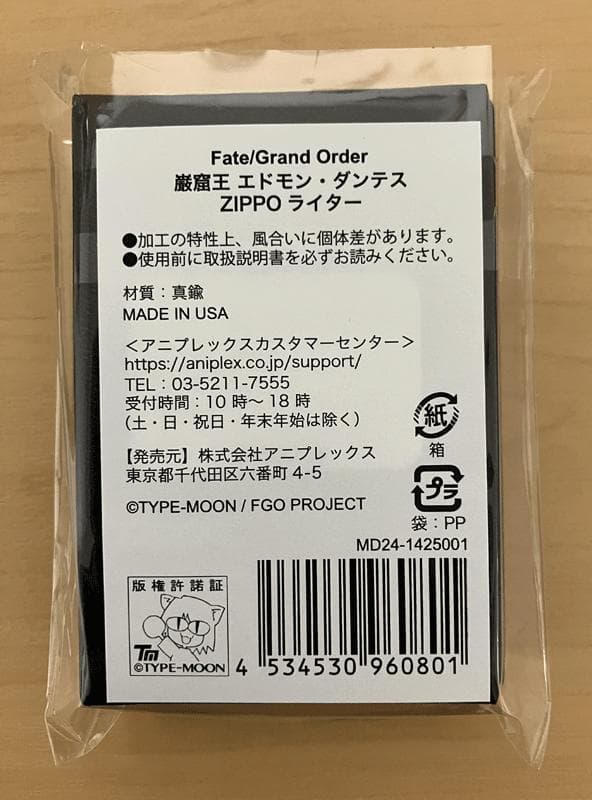 Fate/Grand Order
巌窟王 エドモン・ダンテス
ZIPPO ライター
●加工の特性上、風合いに個体差があります。
●使用前に取扱説明書を必ずお読みください。
材質：真鍮
MADE IN USA
＜アニプレックスカスタマーセンター＞
https://aniplex.co.jp/support/
TEL：03-5211-7555
受付時間：10 時〜 18 時
（土・日・祝日・年末年始は除く）
【発売元】株式会社アニプレックス
東京都千代田区六番町 4-5
©TYPE-MOON / FGO PROJECT
紙
箱
プラ
袋：PP
MD24-1425001
版権許諾証
TM
©TYPE-MOON
4 534530 960801